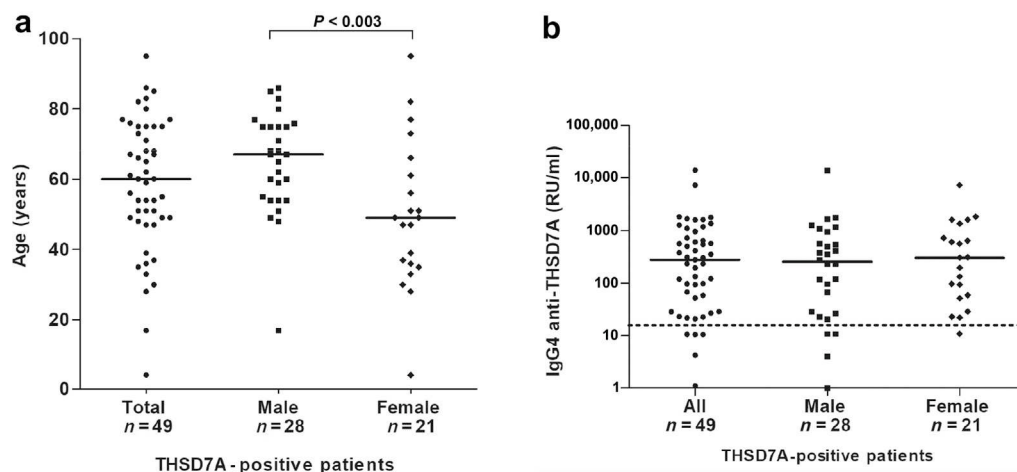 a
P < 0.003
100
80
60
40
20
0
Age (years)
Total
n = 49
Male
n = 28
Female
n = 21
THSD7A - positive patients
b
100,000
10,000
1000
100
10
1
IgG4 anti-THSD7A (RU/ml)
All
n = 49
Male
n = 28
Female
n = 21
THSD7A-positive patients